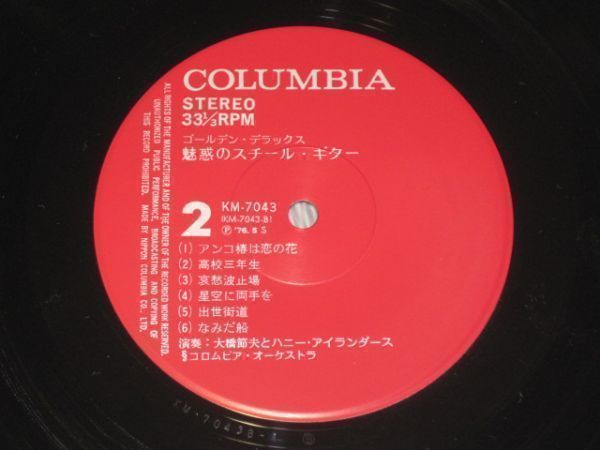 COLUMBIA
STEREO
33⅓RPM
ゴールデン・デラックス
魅惑のスチール・ギター
2
KM-7043
(KM-7043-B)
Ⓟ '76.5 S
(1) アンコ椿は恋の花
(2) 高校三年生
(3) 哀愁波止場
(4) 星空に両手を
(5) 出世街道
(6) なみだ船
演奏：大橋節夫とハニー・アイランダース
§コロムビア・オーケストラ
ALL RIGHTS OF THE MANUFACTURER AND OF THE OWNER OF THE RECORDED WORK RESERVED.
UNAUTHORIZED PUBLIC PERFORMANCE, BROADCASTING AND COPYING OF
THIS RECORD PROHIBITED. MADE BY NIPPON COLUMBIA CO., LTD.